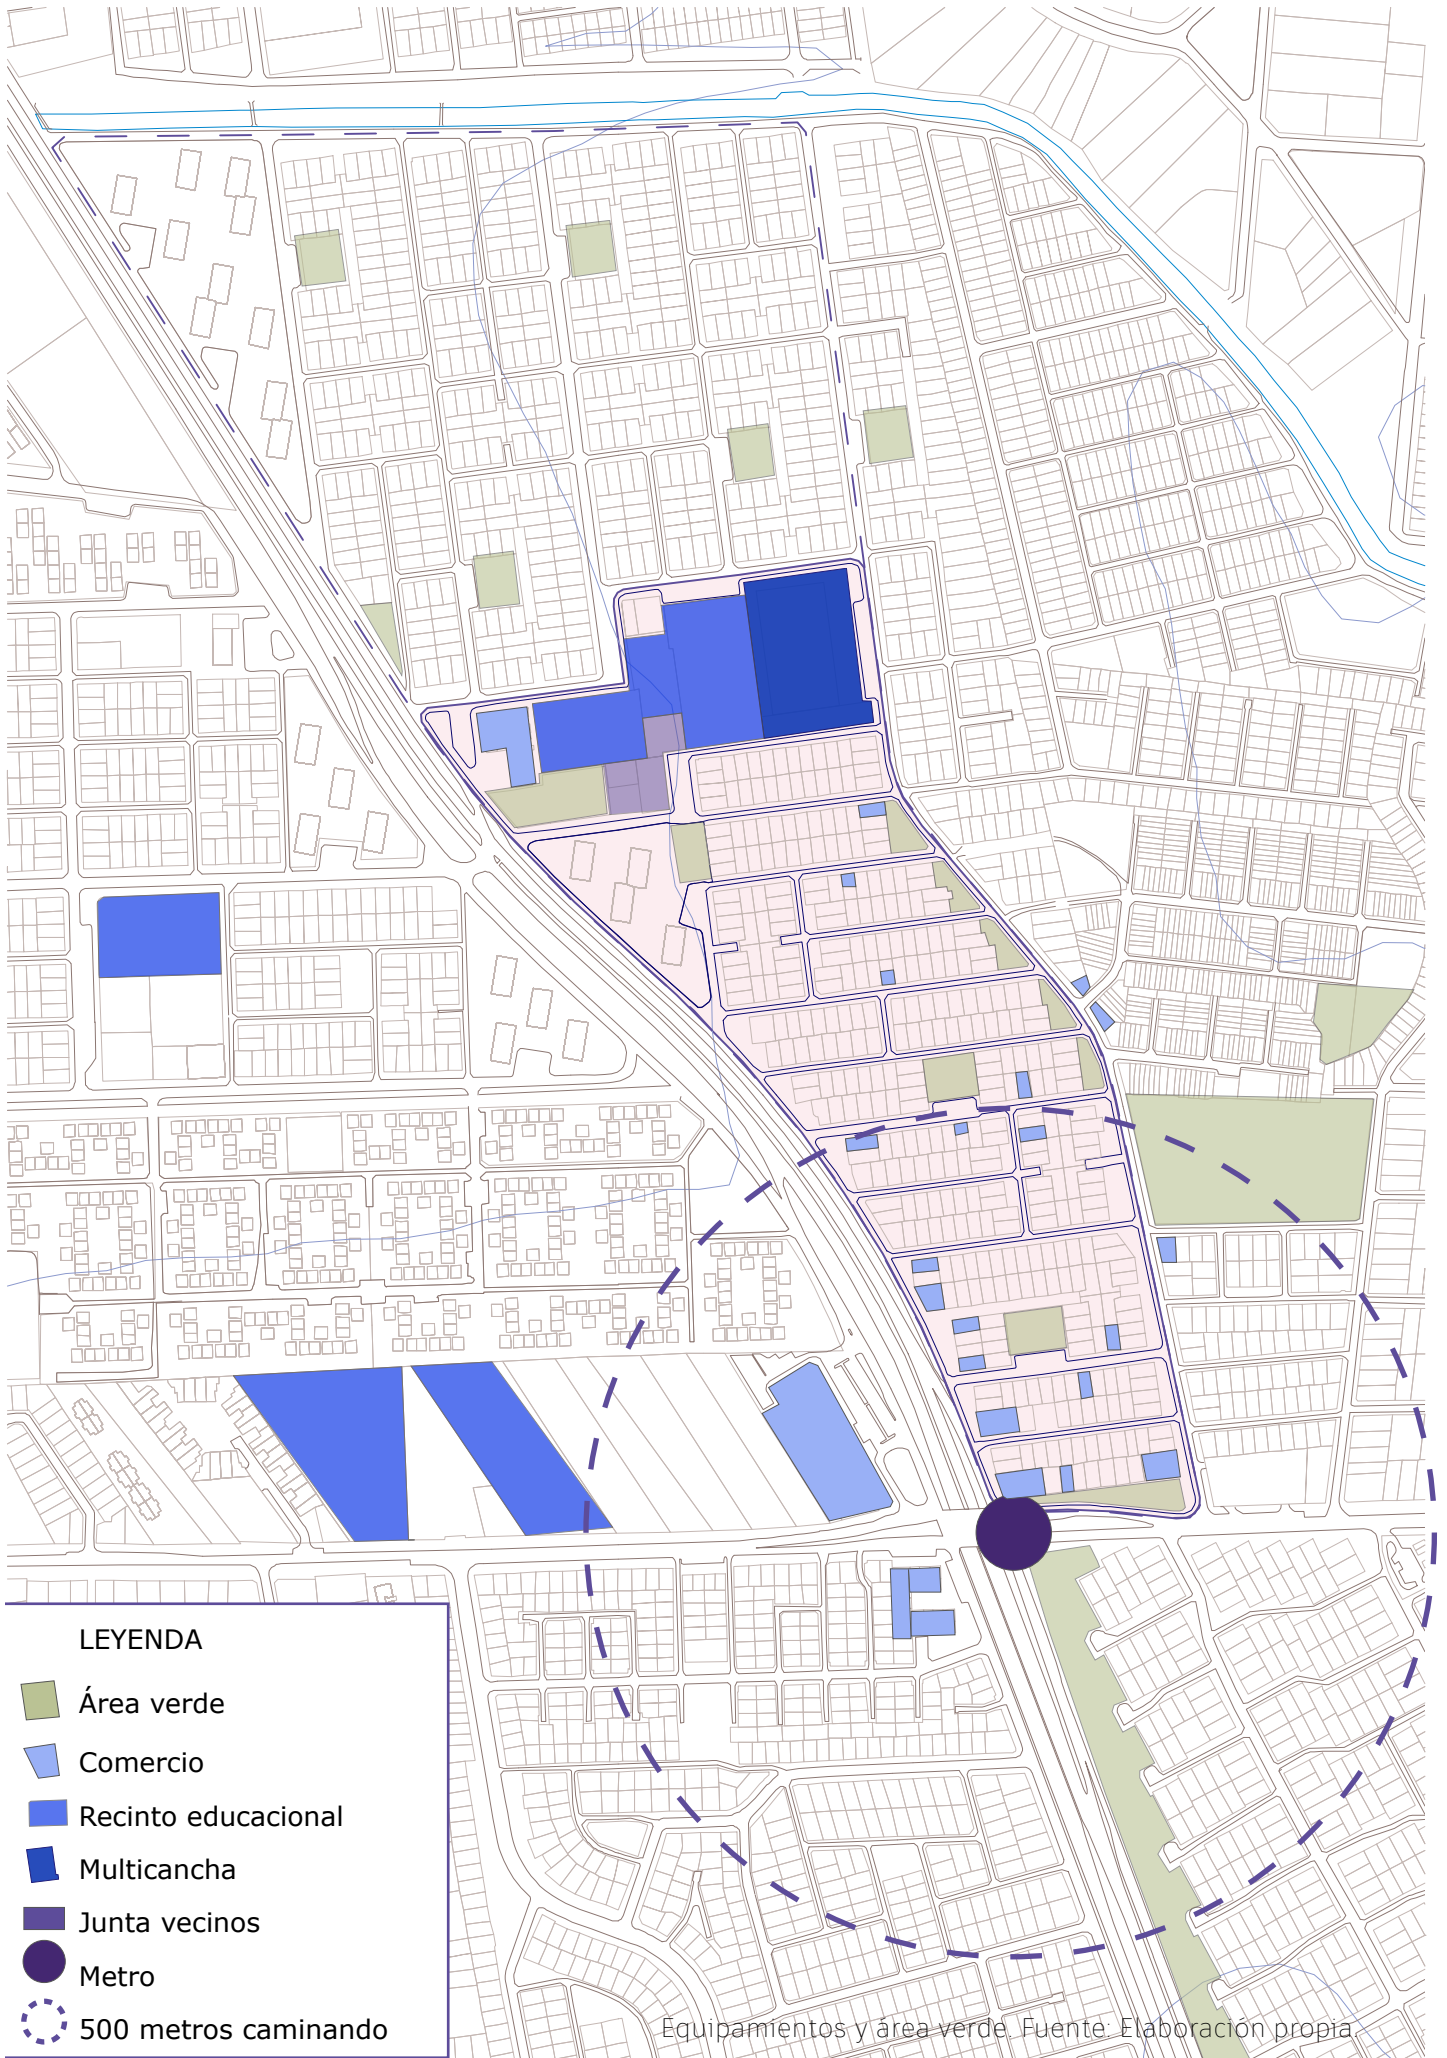 LEYENDA
Área verde
Comercio
Recinto educacional
Multicancha
Junta vecinos
Metro
500 metros caminando
Equipamientos y área verde. Fuente: Elaboración propia.